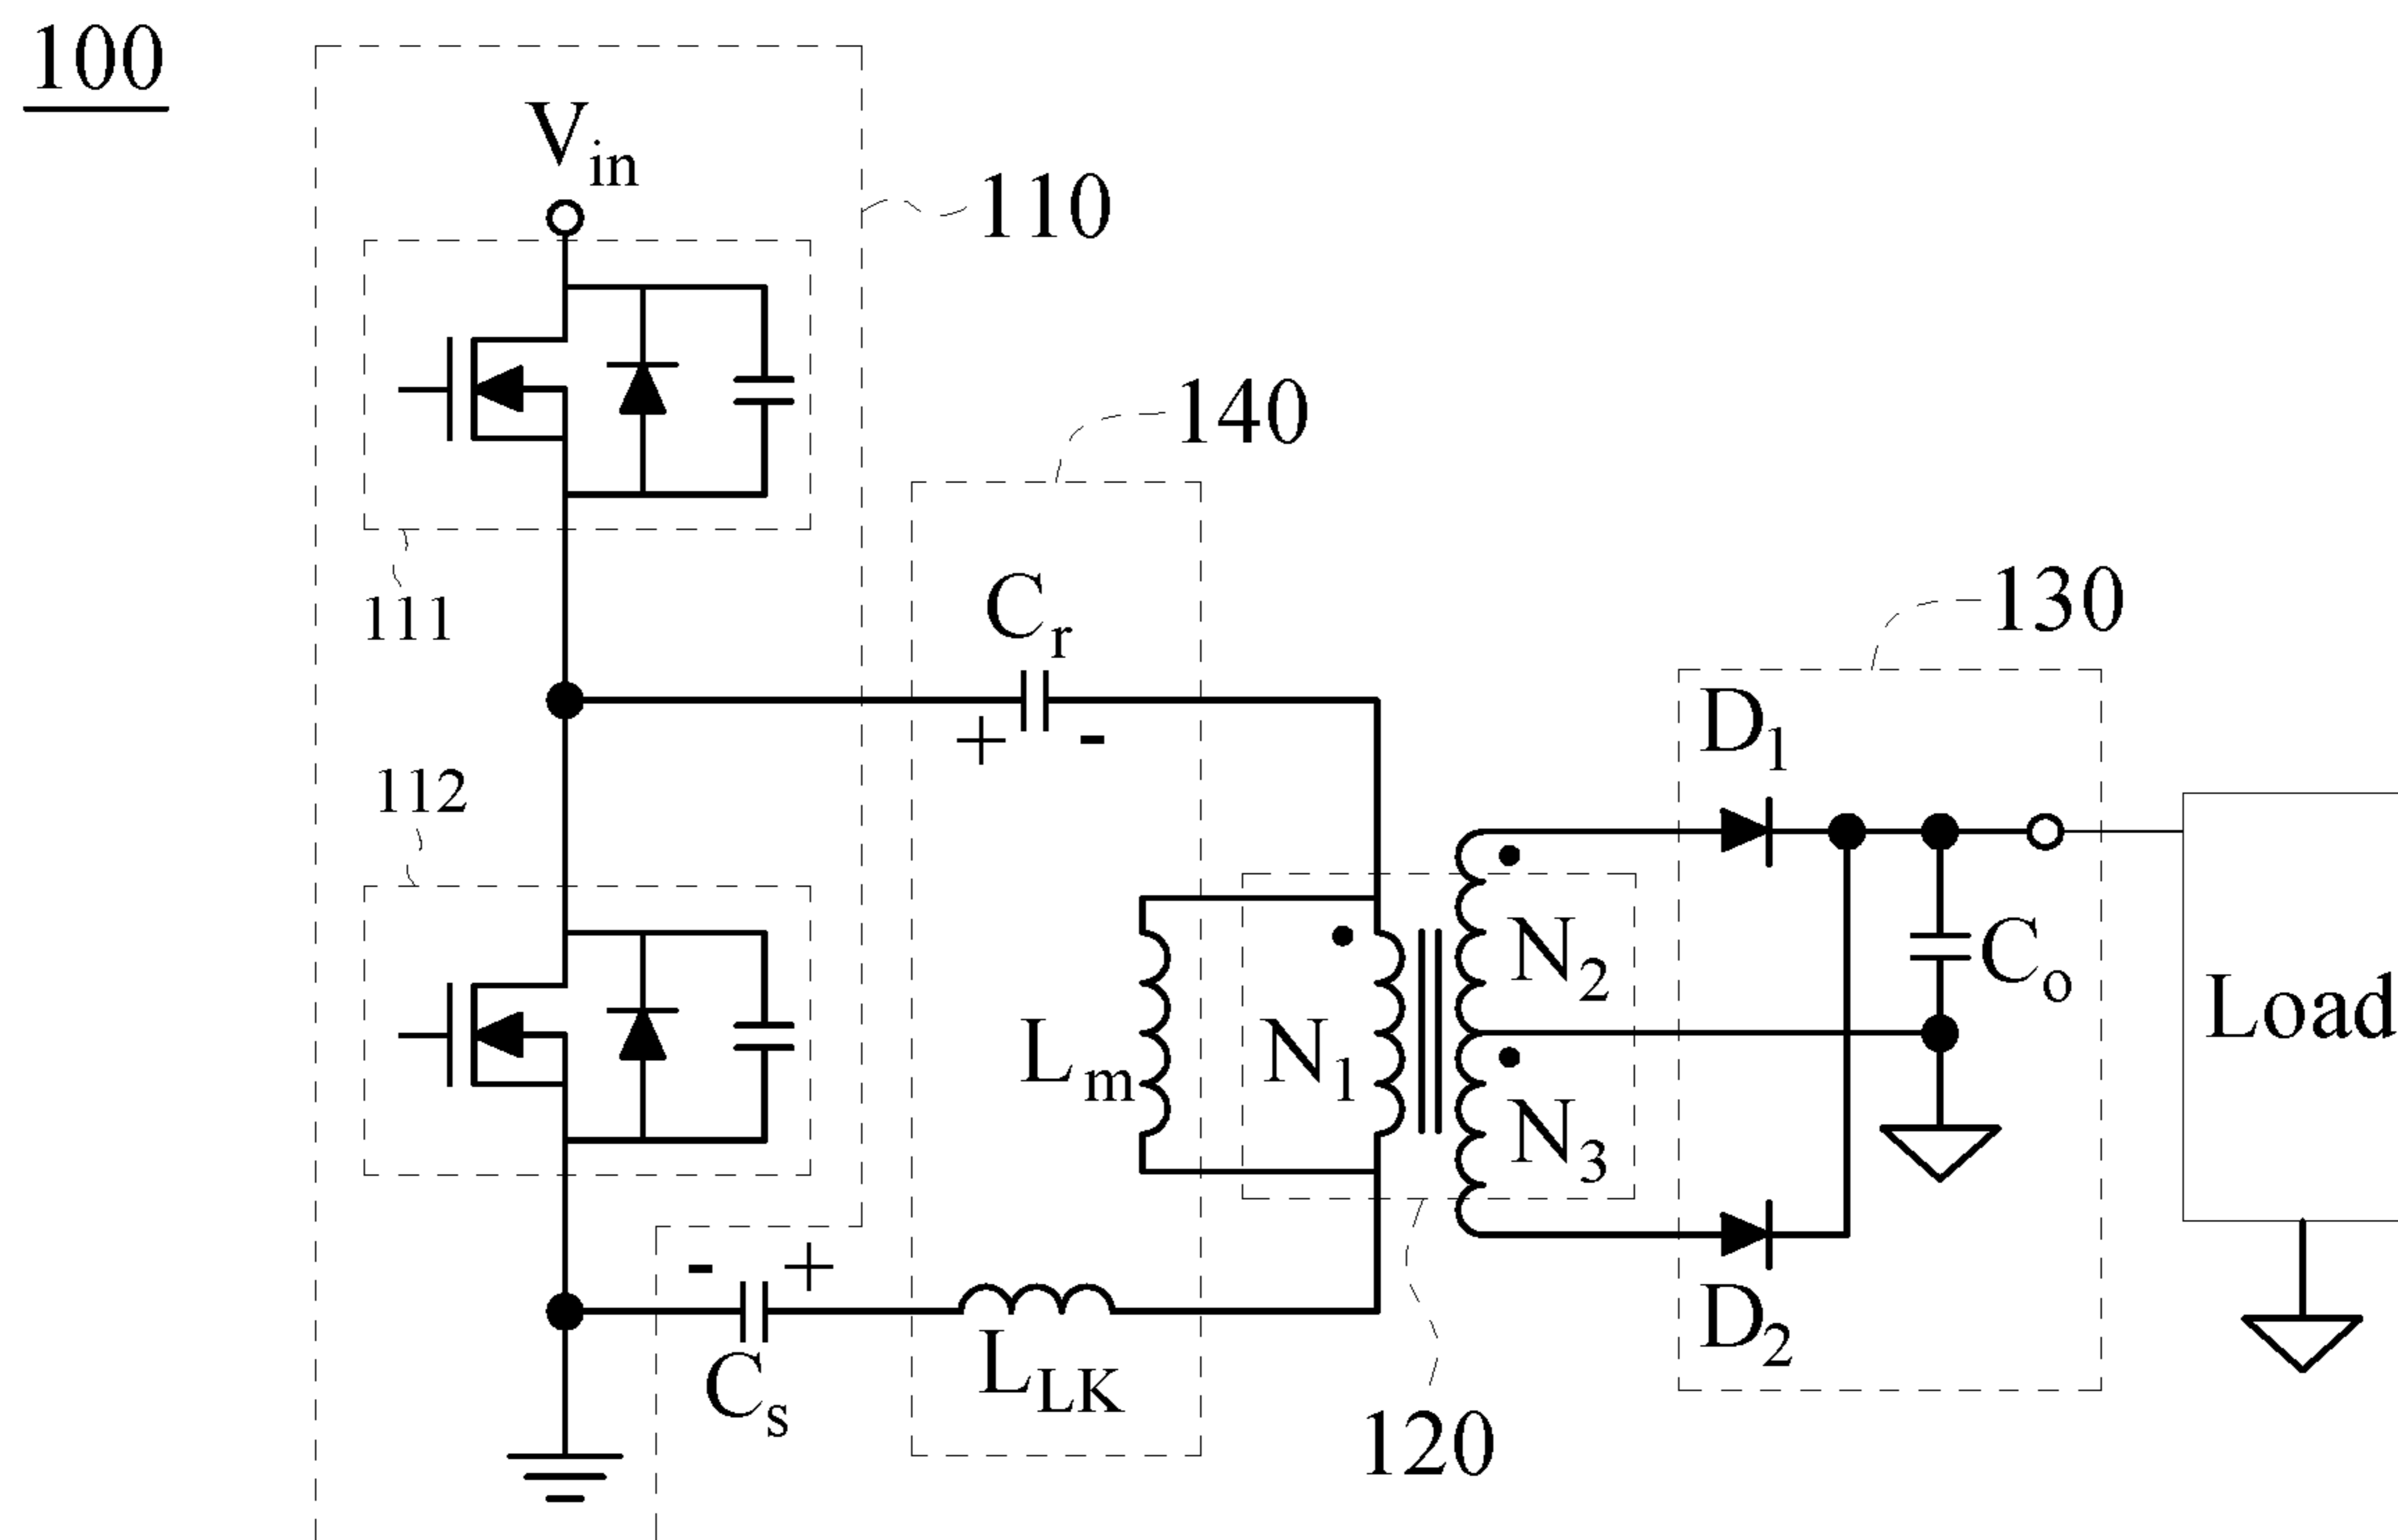 100
Vin
110
140
111
Cr
+ -
130
D1
112
N2
Co
Lm
N1
Load
N3
- +
D2
LLK
Cs
120